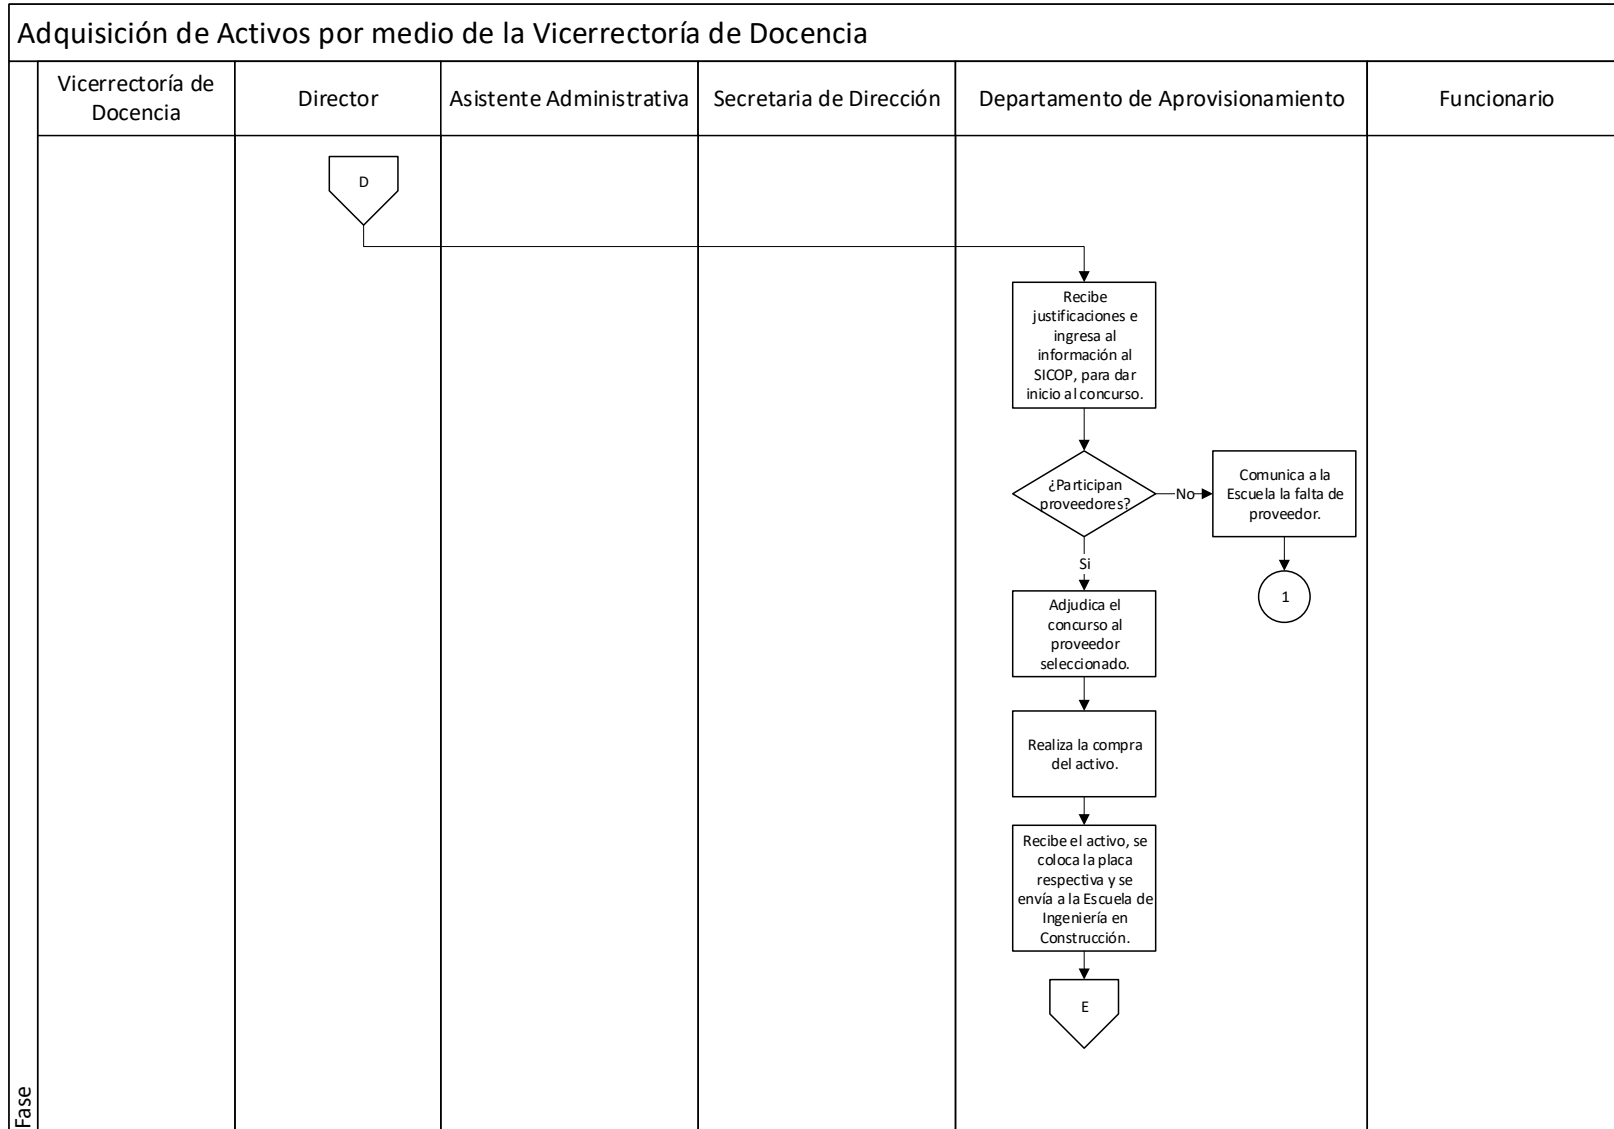 Adquisición de Activos por medio de la Vicerrectoría de Docencia
Vicerrectoría de
Docencia
Director
Asistente Administrativa
Secretaria de Dirección
Departamento de Aprovisionamiento
Funcionario
D
Recibe
justificaciones e
ingresa al
información al
SICOP, para dar
inicio al concurso.
¿Participan
proveedores?
No
Comunica a la
Escuela la falta de
proveedor.
Si
1
Adjudica el
concurso al
proveedor
seleccionado.
Realiza la compra
del activo.
Recibe el activo, se
coloca la placa
respectiva y se
envía a la Escuela de
Ingeniería en
Construcción.
E
Fase